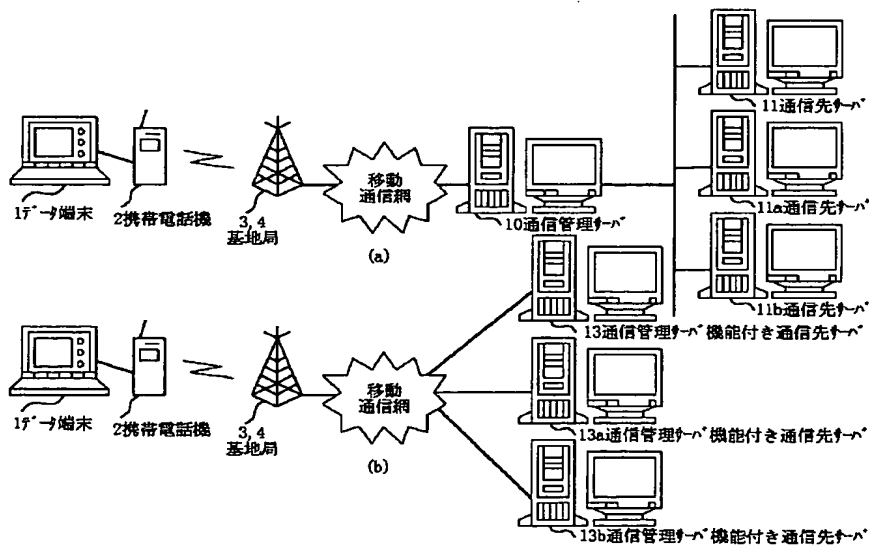 11通信先ｻｰﾊﾞ
1ﾃﾞｰﾀ端末
2携帯電話機
3,4
基地局
移動
通信網
10通信管理ｻｰﾊﾞ
11a通信先ｻｰﾊﾞ
(a)
11b通信先ｻｰﾊﾞ
13通信管理ｻｰﾊﾞ機能付き通信先ｻｰﾊﾞ
1ﾃﾞｰﾀ端末
2携帯電話機
3,4
基地局
移動
通信網
(b)
13a通信管理ｻｰﾊﾞ機能付き通信先ｻｰﾊﾞ
13b通信管理ｻｰﾊﾞ機能付き通信先ｻｰﾊﾞ